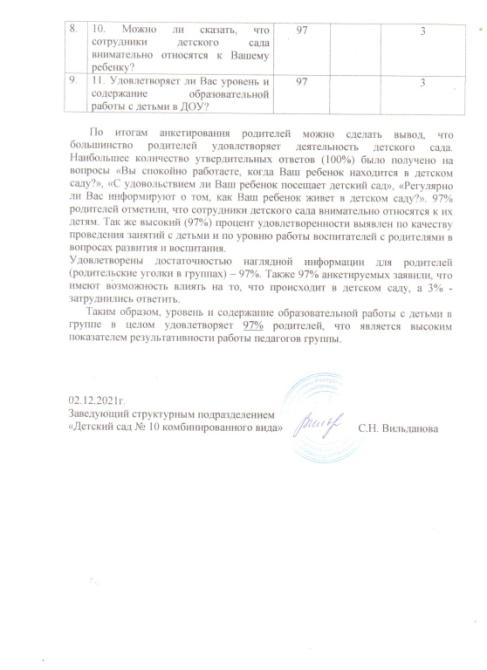 8. 10. Можно ли сказать, что 97 3
сотрудники детского сада
внимательно относятся к Вашему
ребенку?
9. 11. Удовлетворяет ли Вас уровень и 97 3
содержание образовательной
работы с детьми в ДОУ?
По итогам анкетирования родителей можно сделать вывод, что
большинство родителей удовлетворяет деятельность детского сада.
Наибольшее количество утвердительных ответов (100%) было получено на
вопросы «Вы спокойно работаете, когда Ваш ребенок находится в детском
саду?», «С удовольствием ли Ваш ребенок посещает детский сад», «Регулярно
ли Вас информируют о том, как Ваш ребенок живет в детском саду?». 97%
родителей отметили, что сотрудники детского сада внимательно относятся к их
детям. Так же высокий (97%) процент удовлетворенности выявлен по качеству
проведения занятий с детьми и по уровню работы воспитателей с родителями в
вопросах развития и воспитания.
Удовлетворены достаточностью наглядной информации для родителей
(родительские уголки в группах) – 97%. Также 97% анкетируемых заявили, что
имеют возможность влиять на то, что происходит в детском саду, а 3% -
затруднились ответить.
Таким образом, уровень и содержание образовательной работы с детьми в
группе в целом удовлетворяет 97% родителей, что является высоким
показателем результативности работы педагогов группы.
02.12.2021г.
Заведующий структурным подразделением
«Детский сад № 10 комбинированного вида» С.Н. Вильданова